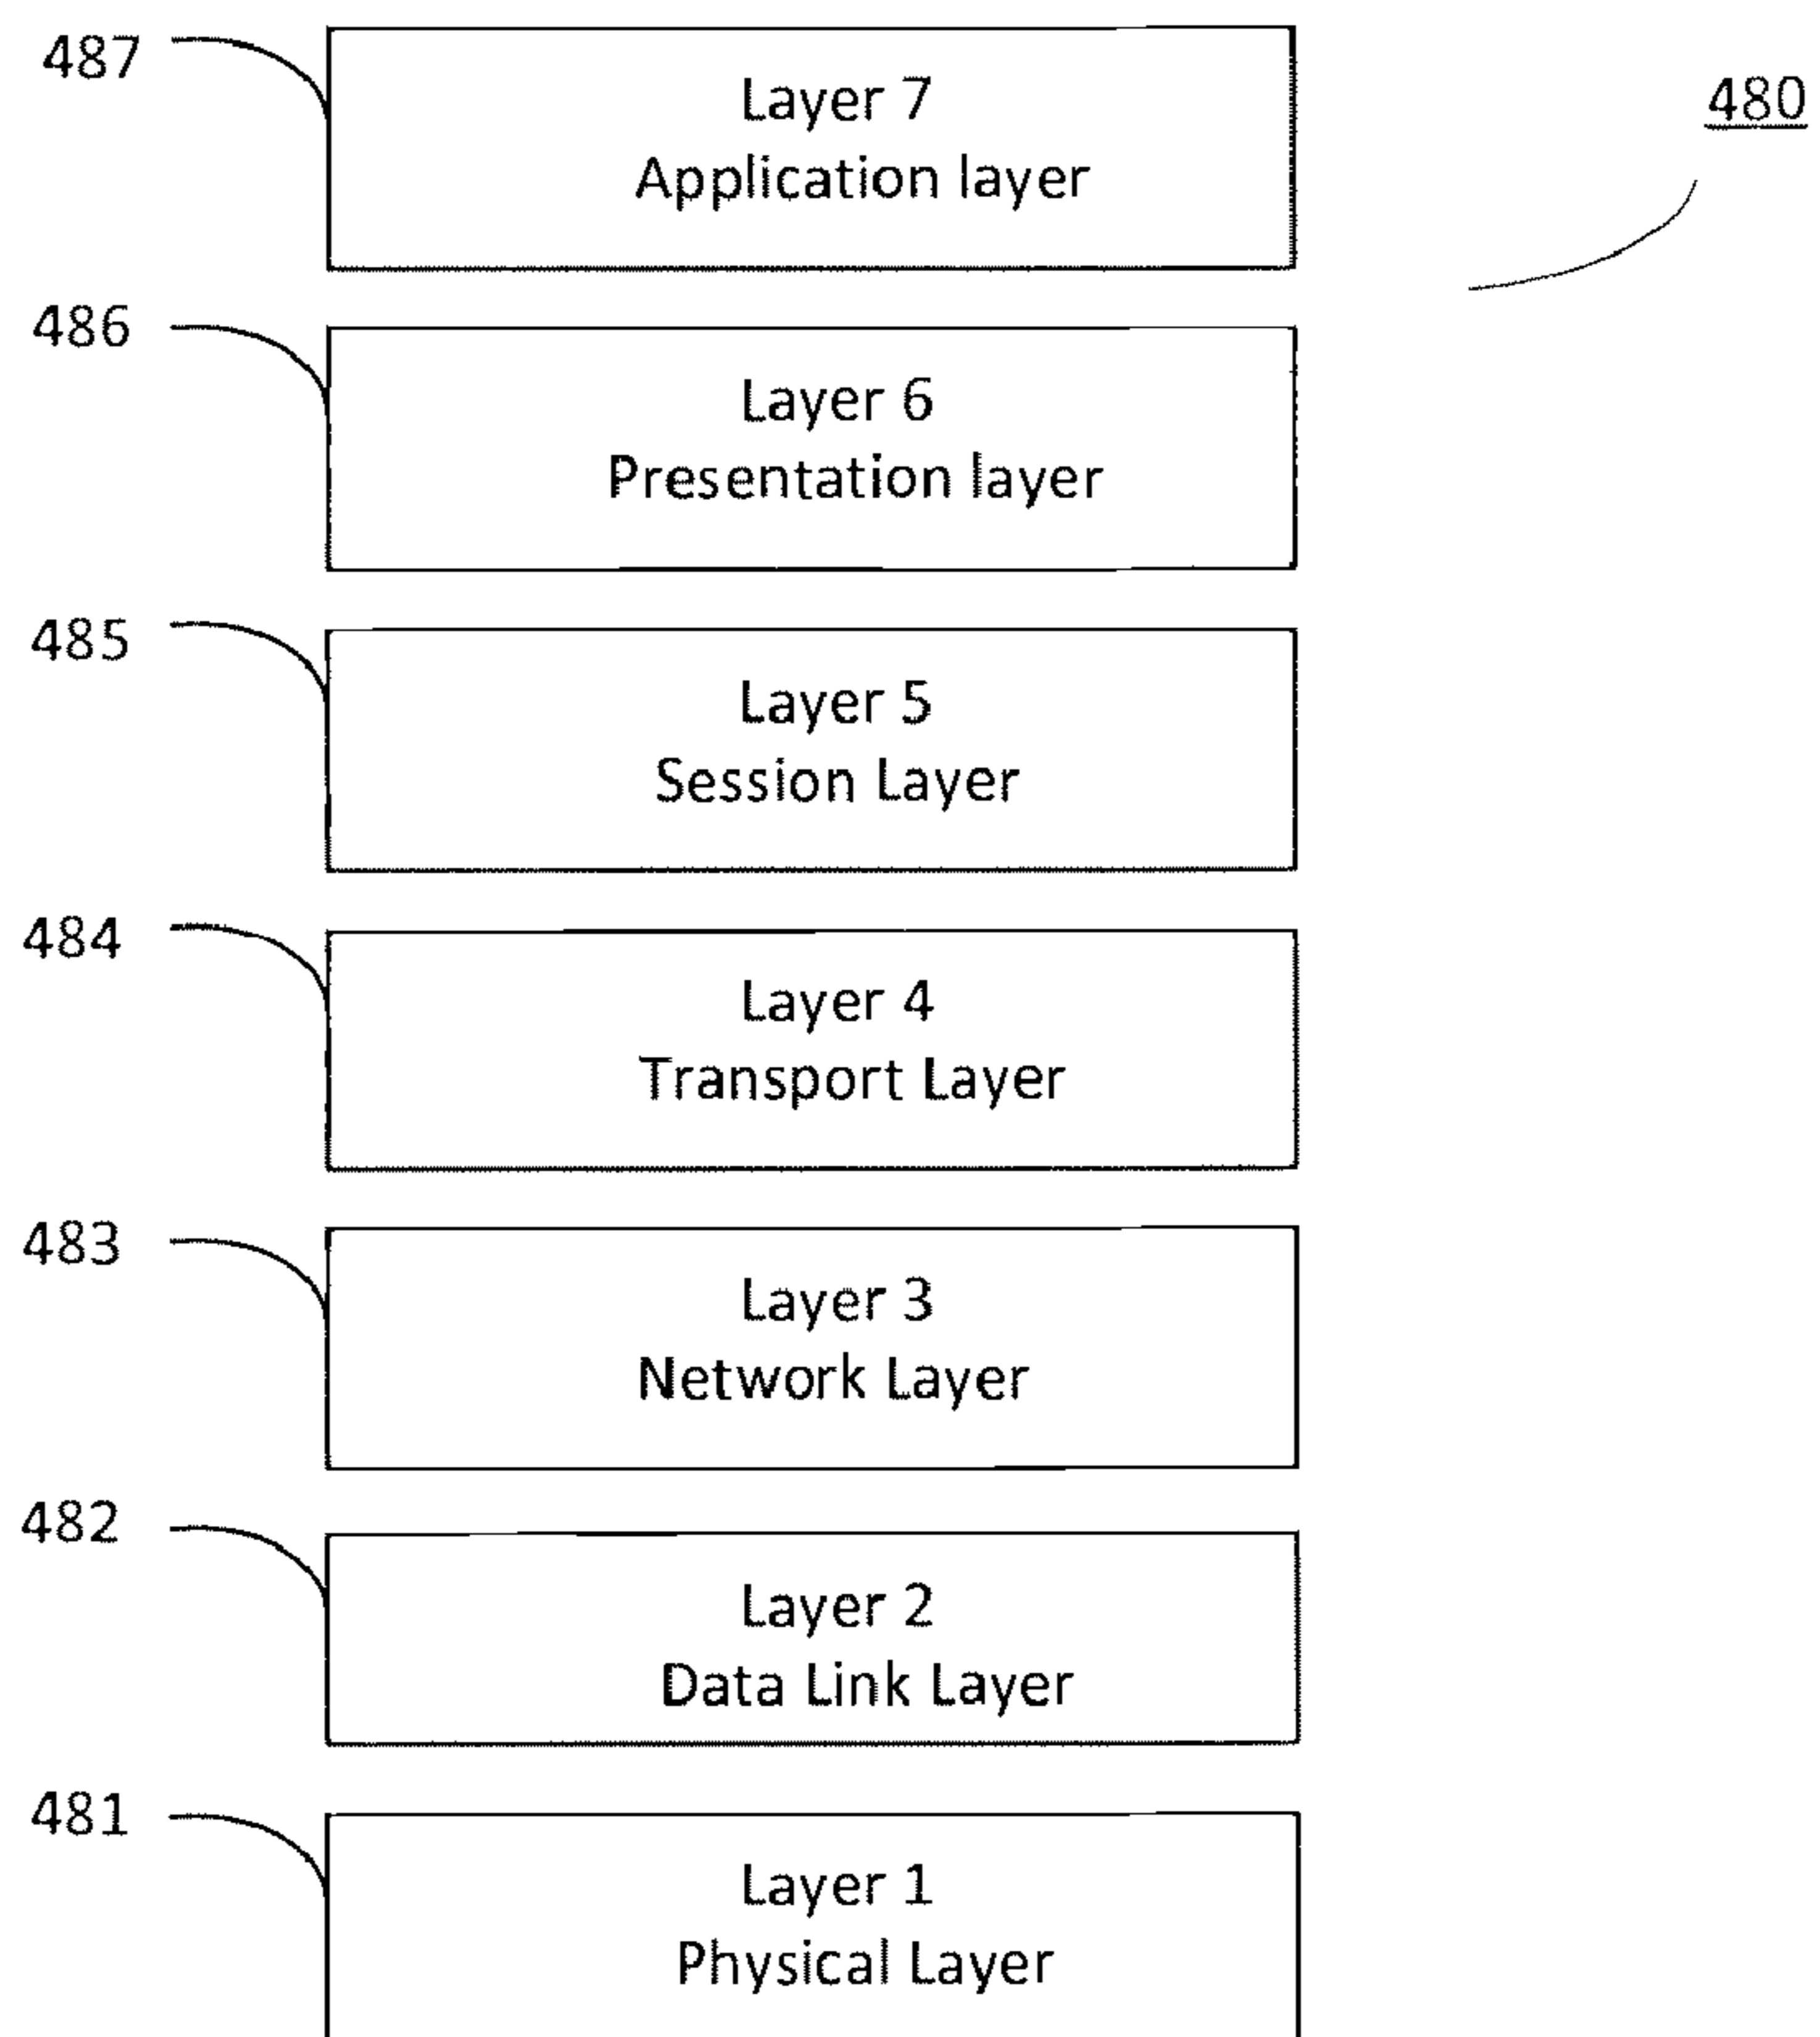 487
Layer 7
Application layer
480
486
Layer 6
Presentation layer
485
Layer 5
Session Layer
484
Layer 4
Transport Layer
483
Layer 3
Network Layer
482
Layer 2
Data Link Layer
481
Layer 1
Physical Layer